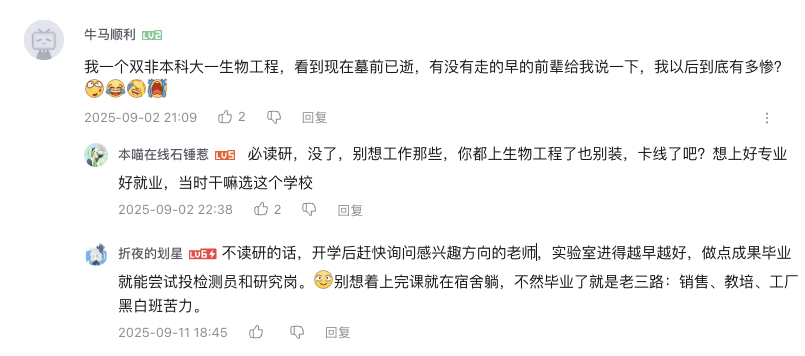 牛马顺利 LV2
我一个双非本科大一生物工程，看到现在墓前已逝，有没有走的早的前辈给我说一下，我以后到底有多惨？
2025-09-02 21:09 2 回复
本喵在线石锤惹 LV5 必读研，没了，别想工作那些，你都上生物工程了也别装，卡线了吧？想上好专业
好就业，当时干嘛选这个学校
2025-09-02 22:38 2 回复
折夜的划星 LV6 不读研的话，开学后赶快询问感兴趣方向的老师，实验室进得越早越好，做点成果毕业
就能尝试投检测员和研究岗。别想着上完课就在宿舍躺，不然毕业了就是老三路：销售、教培、工厂
黑白班苦力。
2025-09-11 18:45 回复